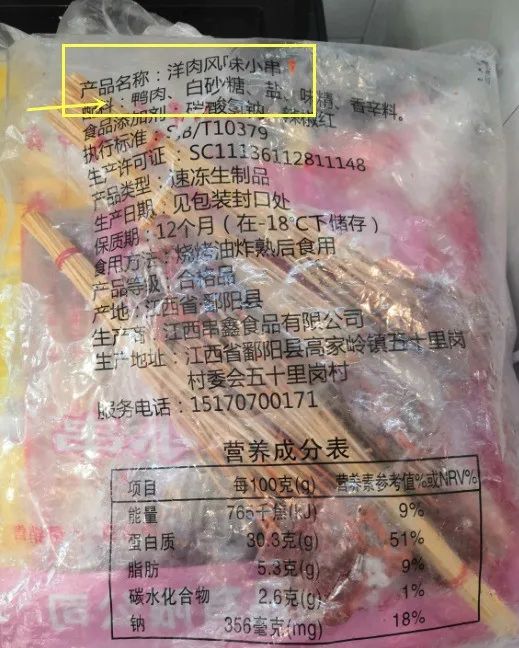 产品名称：洋肉风味小串
配料：鸭肉、白砂糖、盐、味精、香辛料。
食品添加剂：碳酸氢钠、辣椒红
执行标准：SB/T10379
生产许可证：SC11136112811148
产品类型：速冻生制品
生产日期：见包装封口处
保质期：12个月（在-18℃下储存）
食用方法：烧烤油炸熟后食用
产品等级：合格品
产地：江西省鄱阳县
生产者：江西韦鑫食品有限公司
生产地址：江西省鄱阳县高家岭镇五十里岗
村委会五十里岗村
服务电话：15170700171
营养成分表
项目 每100克(g) 营养素参考值%或NRV%
能量 765千焦(kJ) 9%
蛋白质 30.3克(g) 51%
脂肪 5.3克(g) 9%
碳水化合物 2.6克(g) 1%
钠 356毫克(mg) 18%